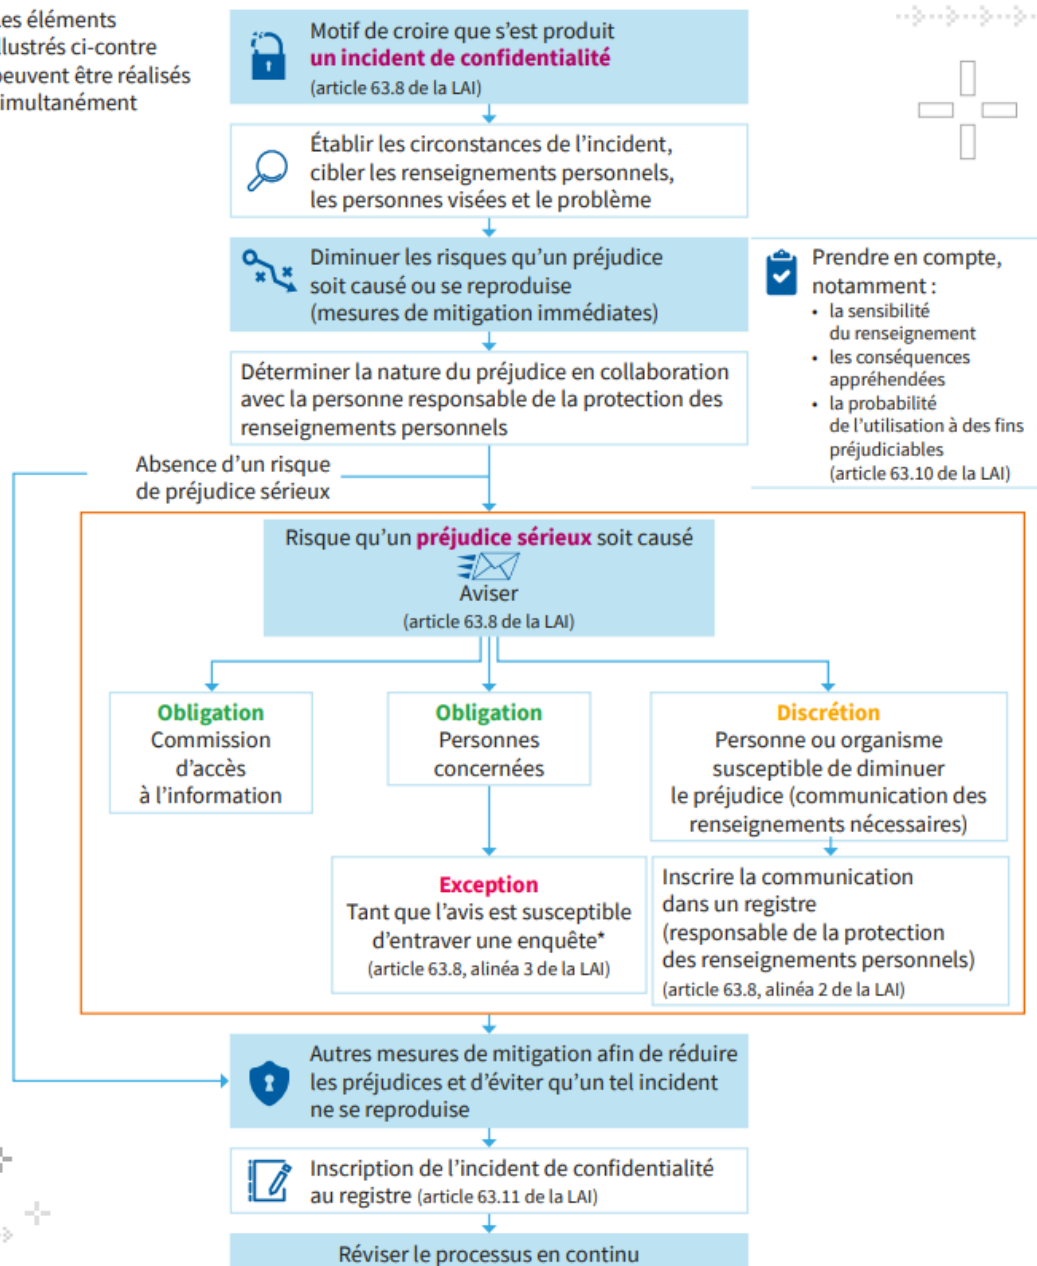 es éléments
llustrés ci-contre
peuvent être réalisés
simultanément
Motif de croire que s'est produit
un incident de confidentialité
(article 63.8 de la LAI)
Établir les circonstances de l'incident,
cibler les renseignements personnels,
les personnes visées et le problème
Diminuer les risques qu'un préjudice
soit causé ou se reproduise
(mesures de mitigation immédiates)
Prendre en compte,
notamment :
• la sensibilité
du renseignement
• les conséquences
appréhendées
• la probabilité
de l'utilisation à des fins
préjudiciables
(article 63.10 de la LAI)
Déterminer la nature du préjudice en collaboration
avec la personne responsable de la protection des
renseignements personnels
Absence d'un risque
de préjudice sérieux
Risque qu'un préjudice sérieux soit causé
Aviser
(article 63.8 de la LAI)
Obligation
Commission
d'accès
à l'information
Obligation
Personnes
concernées
Discrétion
Personne ou organisme
susceptible de diminuer
le préjudice (communication des
renseignements nécessaires)
Exception
Tant que l'avis est susceptible
d'entraver une enquête*
(article 63.8, alinéa 3 de la LAI)
Inscrire la communication
dans un registre
(responsable de la protection
des renseignements personnels)
(article 63.8, alinéa 2 de la LAI)
Autres mesures de mitigation afin de réduire
les préjudices et d'éviter qu'un tel incident
ne se reproduise
Inscription de l'incident de confidentialité
au registre (article 63.11 de la LAI)
Réviser le processus en continu